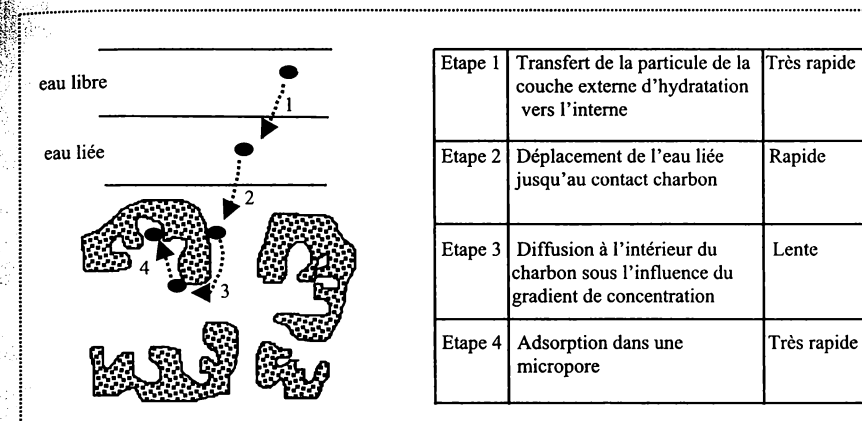 eau libre
eau liée
1
2
3
4
Etape 1 Transfert de la particule de la Très rapide
couche externe d'hydratation
vers l'interne
Etape 2 Déplacement de l'eau liée Rapide
jusqu'au contact charbon
Etape 3 Diffusion à l'intérieur du Lente
charbon sous l'influence du
gradient de concentration
Etape 4 Adsorption dans une Très rapide
micropore